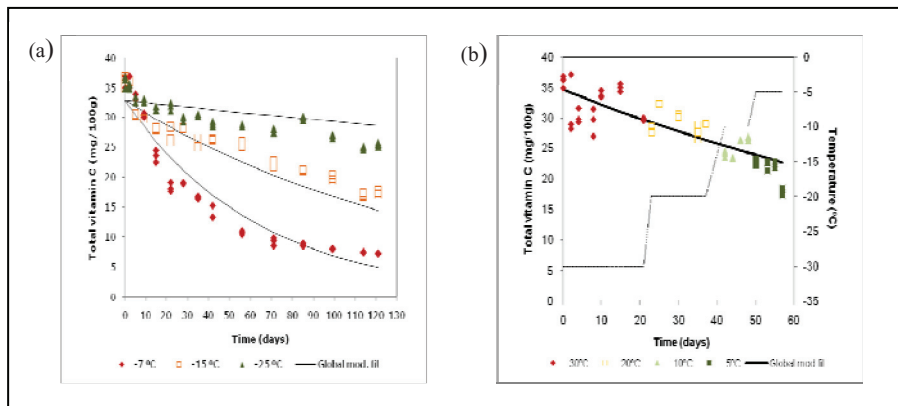 (a)
Total vitamin C (mg/100g)
40
35
30
25
20
15
10
5
0
0 10 20 30 40 50 60 70 80 90 100 110 120 130
Time (days)
-7 ºC -15 ºC -25 ºC Global mod. fil
(b)
Total vitamin C (mg/100g)
40
35
30
25
20
15
10
5
0
0 10 20 30 40 50 60
Time (days)
0
-5
-10
-15
-20
-25
-30
-35
Temperature (ºC)
30ºC 20ºC 10ºC 5ºC Global mod fil